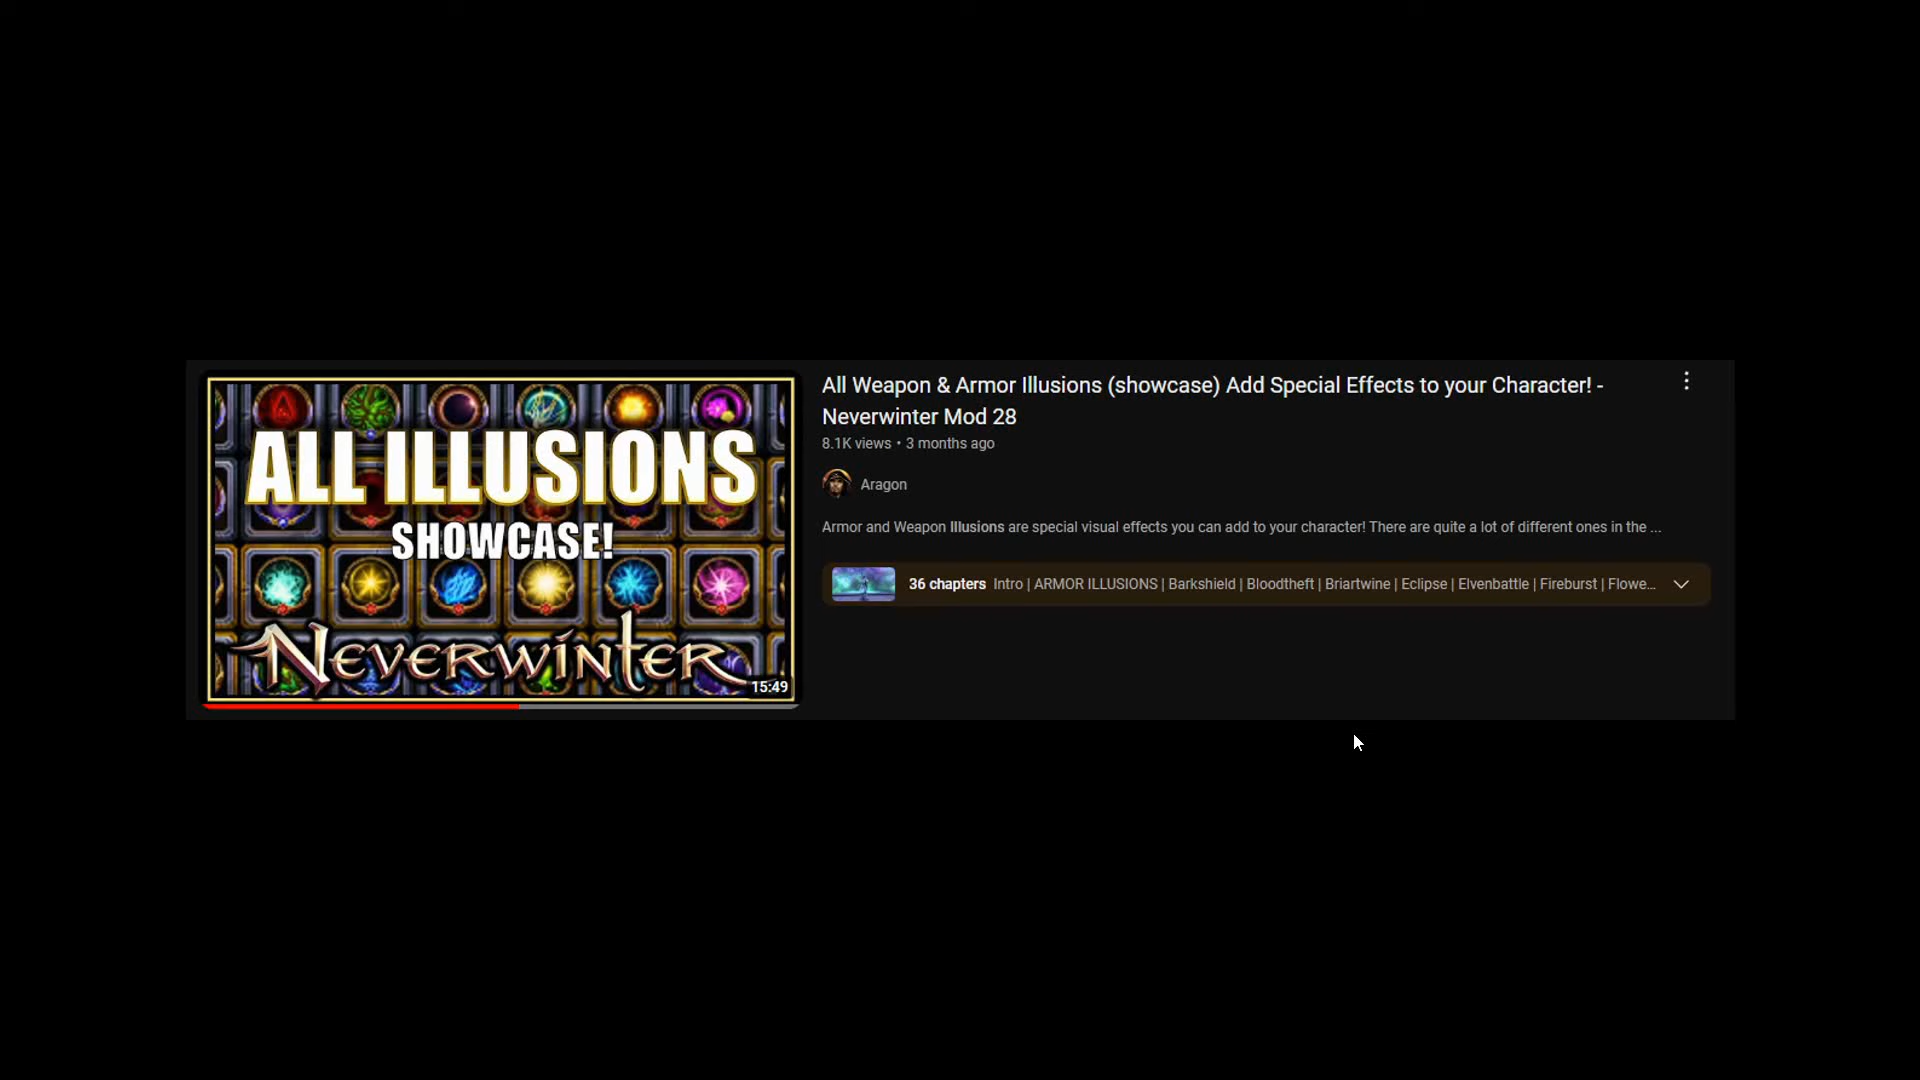 ALL ILLUSIONS
SHOWCASE!
NEVERWINTER
15:49
All Weapon & Armor Illusions (showcase) Add Special Effects to your Character! -
Neverwinter Mod 28
8.1K views • 3 months ago
Aragon
Armor and Weapon Illusions are special visual effects you can add to your character! There are quite a lot of different ones in the ...
36 chapters Intro | ARMOR ILLUSIONS | Barkshield | Bloodtheft | Briartwine | Eclipse | Elvenbattle | Fireburst | Flowe...